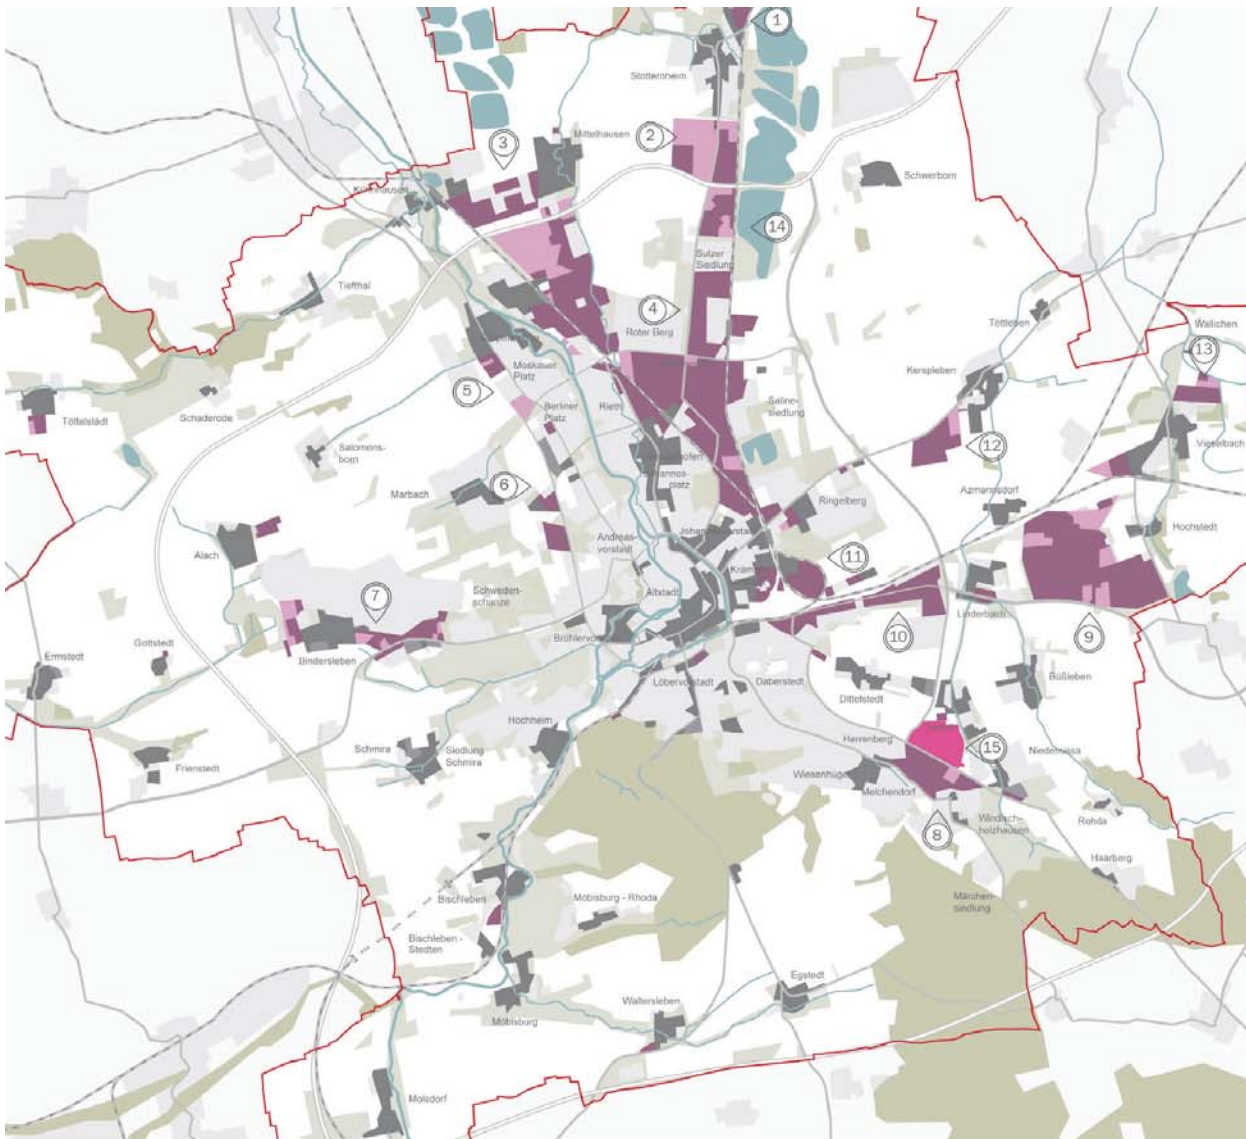 1
Stotternheim
2
Mittelhausen
3
Schwerborn
Kühnhausen
14
Sulzer
Siedlung
Tiefthal
4
Töttleben
Wallichen
Roter Berg
13
Moskauer
Platz
Kerspleben
5
Berliner
Platz
Rieth
Saline-
siedlung
Schaderode
Töttelstädt
Vieselbach
12
Salomons-
born
6
Marbach
platz
Ringelberg
Azmannsdorf
Hochstedt
Andreas-
vorstadt
11
Alach
Schweden-
schanze
Altstadt
7
Linderbach
10
9
Gottstedt
Ermstedt
Bindersleben
Löbervorstadt
Daberstedt
Dittelstedt
Büßleben
Hochheim
Herrenberg
15
Niedernissa
Schmira
Siedlung
Schmira
Frienstedt
Wiesenhügel
Melchendorf
8
Windisch-
holzhausen
Rohda
Haarberg
Bischleben
Möbisburg - Rhoda
Märchen-
siedlung
Bischleben -
Stedten
Egstedt
Waltersleben
Möbisburg
Molsdorf